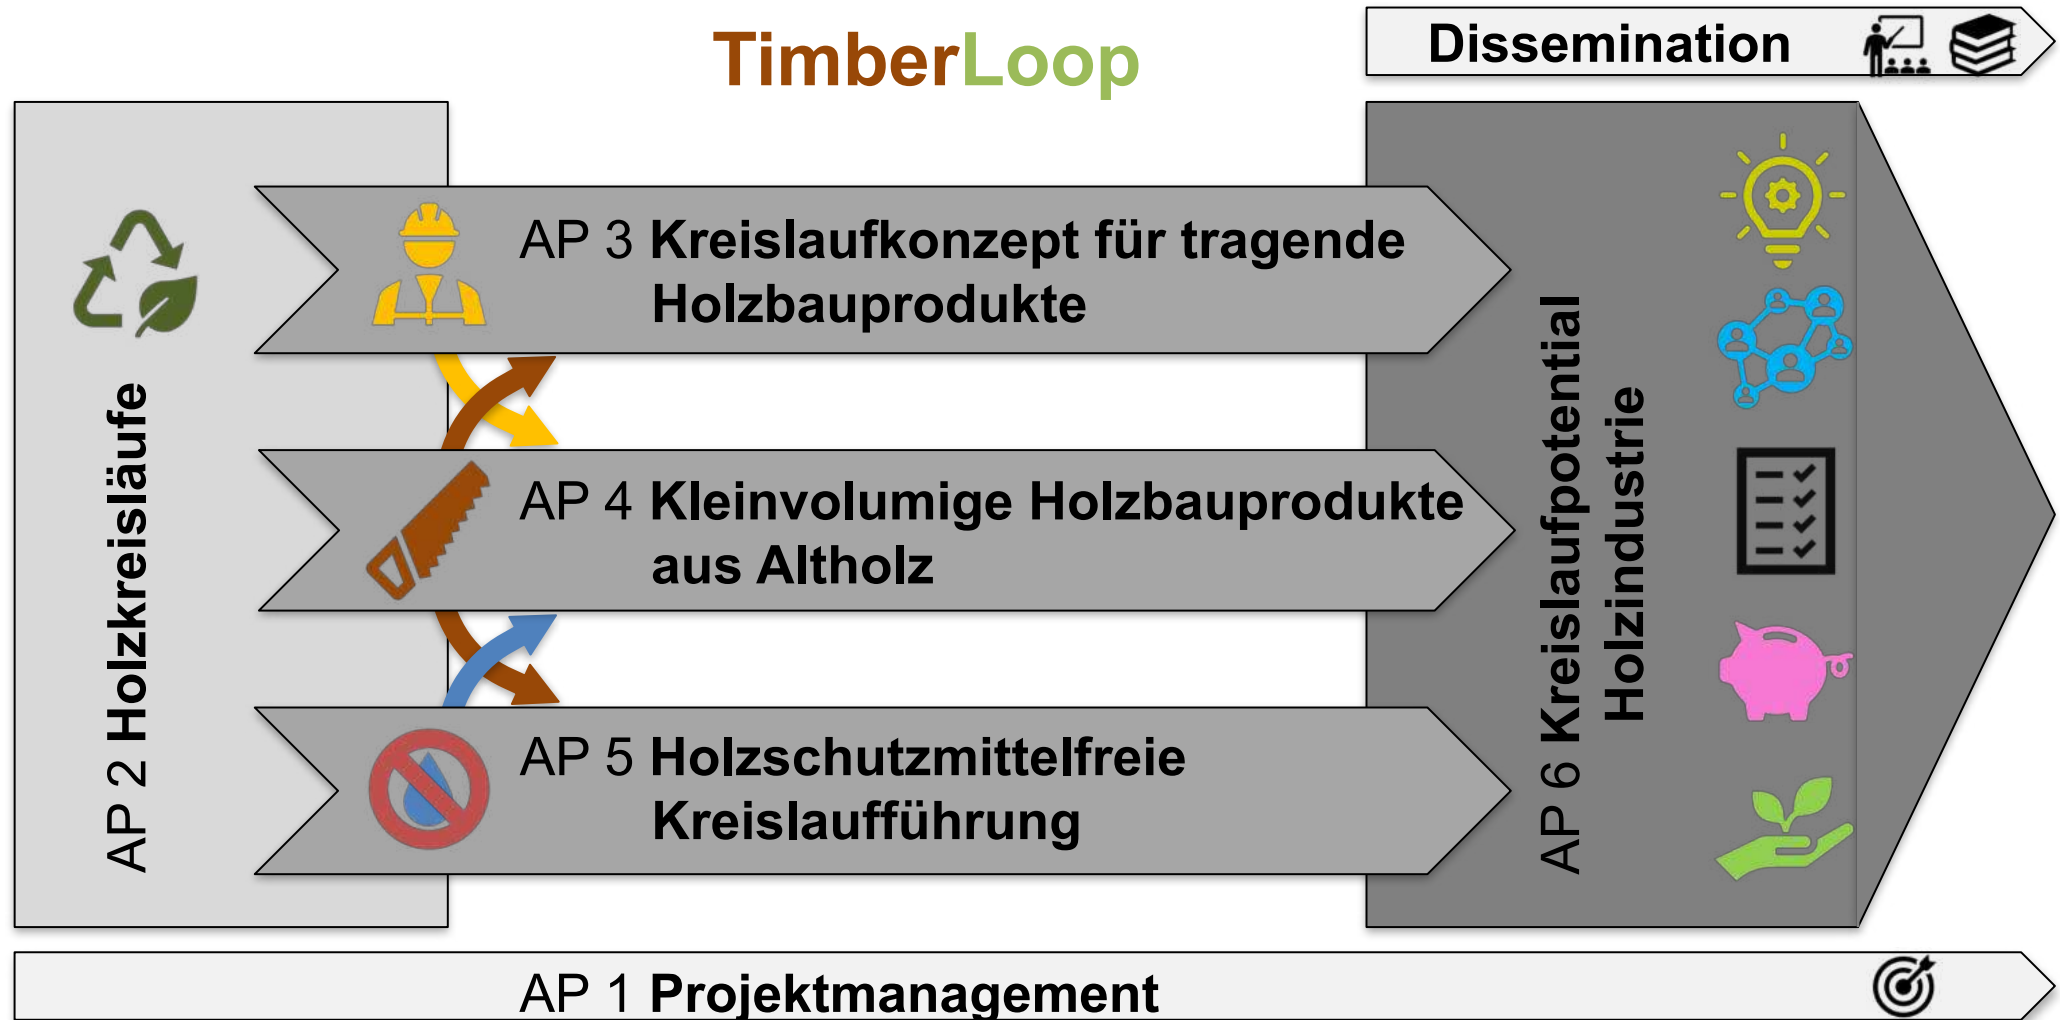 TimberLoop
Dissemination
AP 2 Holzkreisläufe
AP 3 Kreislaufkonzept für tragende
Holzbauprodukte
AP 4 Kleinvolumige Holzbauprodukte
aus Altholz
AP 5 Holzschutzmittelfreie
Kreislaufführung
AP 6 Kreislaufpotential
Holzindustrie
AP 1 Projektmanagement